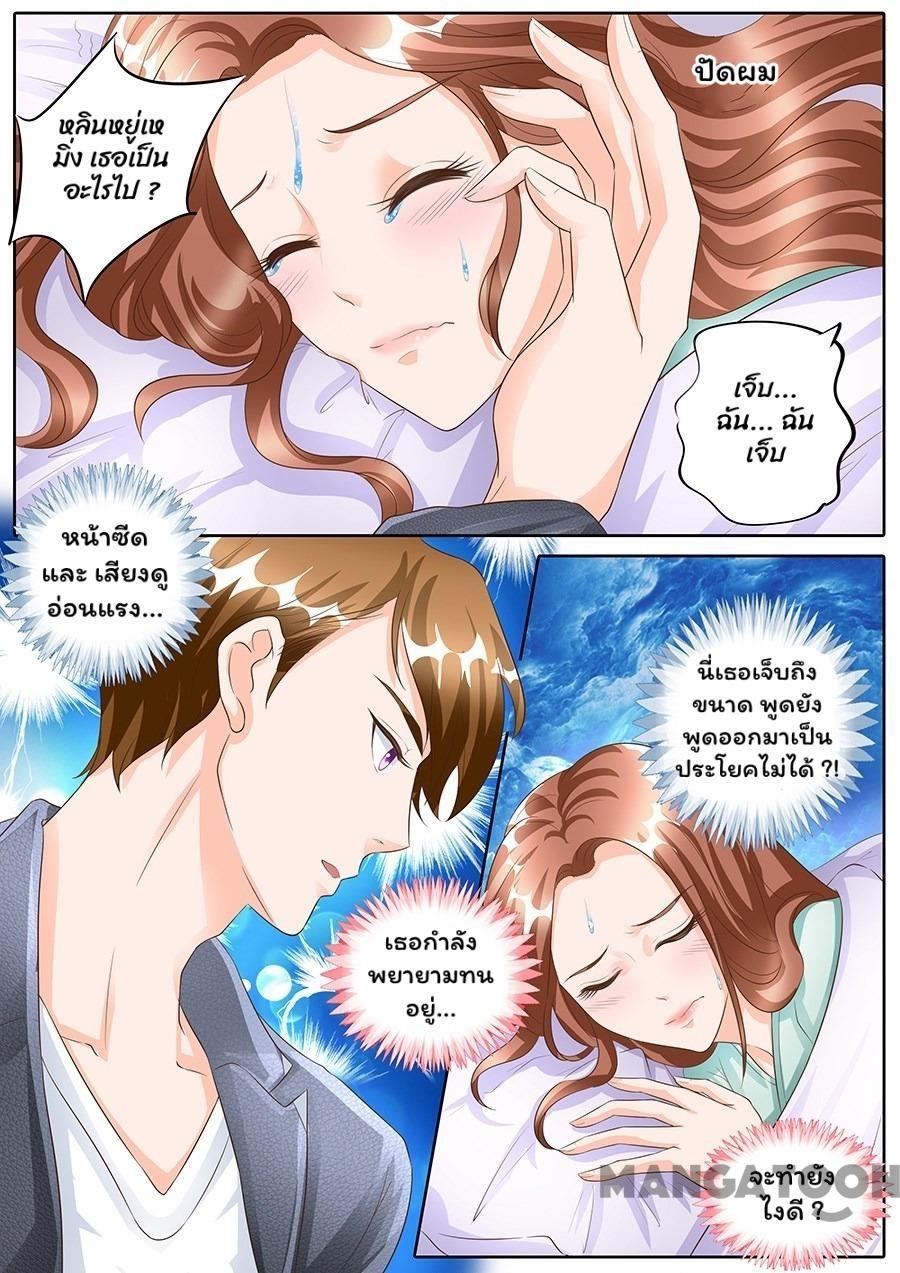 ปัดผม
หลินหยู่เห
มิ่ง เธอเป็น
อะไรไป ?
เจ็บ...
ฉัน... ฉัน
เจ็บ
หน้าซีด
และ เสียงดู
อ่อนแรง...
นี่เธอเจ็บถึง
ขนาด พูดยัง
พูดออกมาเป็น
ประโยคไม่ได้ ?!
เธอกำลัง
พยายามทน
อยู่...
จะทำยัง
ไงดี ?
MANGATOON